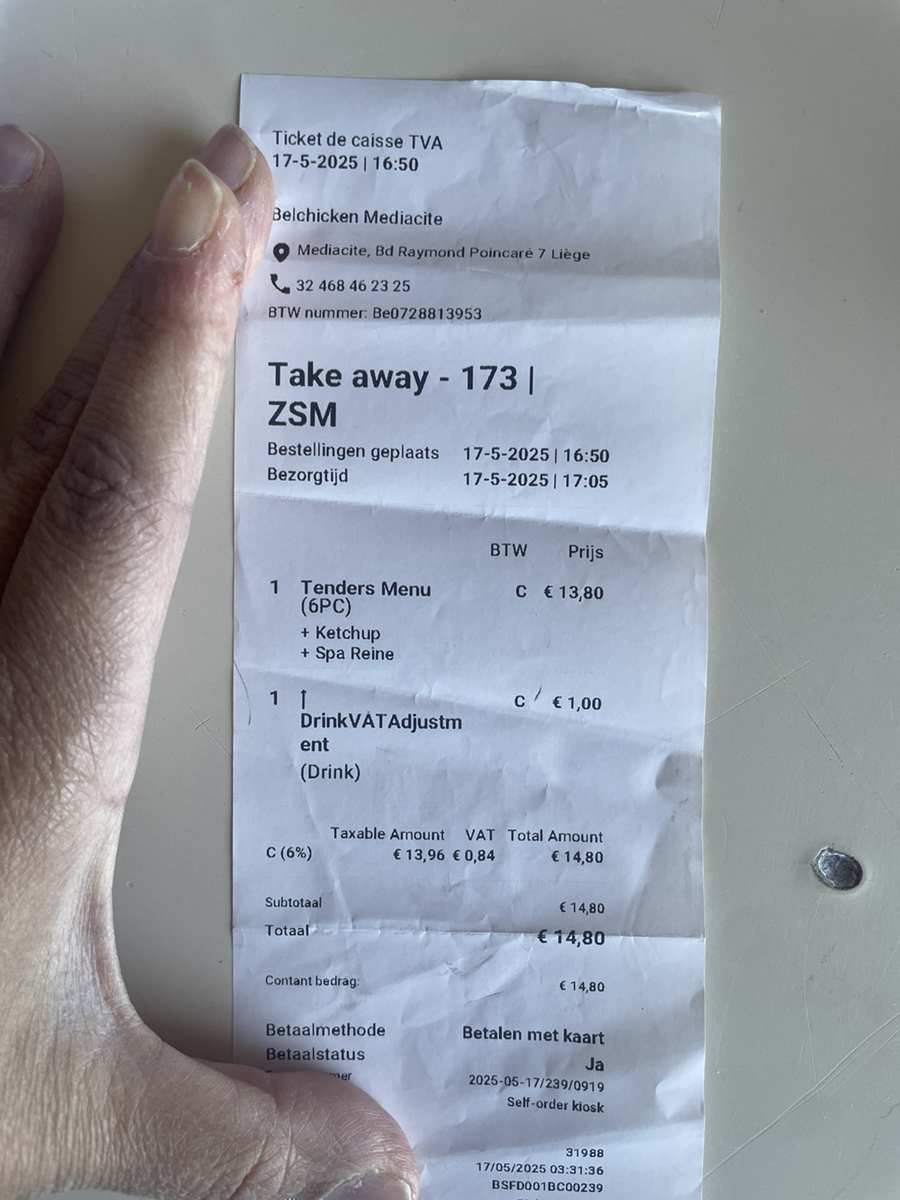 Ticket de caisse TVA
17-5-2025 | 16:50
Belchicken Mediacite
Mediacite, Bd Raymond Poincaré 7 Liège
32 468 46 23 25
BTW nummer: Be0728813953
Take away - 173 |
ZSM
Bestellingen geplaats 17-5-2025 | 16:50
Bezorgtijd 17-5-2025 | 17:05
BTW Prijs
1 Tenders Menu C € 13,80
(6PC)
+ Ketchup
+ Spa Reine
1 C € 1,00
DrinkVATAdjustm
ent
(Drink)
Taxable Amount VAT Total Amount
C (6%) € 13,96 € 0,84 € 14,80
Subtotaal € 14,80
Totaal € 14,80
Contant bedrag: € 14,80
Betaalmethode Betalen met kaart
Betaalstatus Ja
2025-05-17/239/0919
Self-order kiosk
31988
17/05/2025 03:31:36
BSFD001BC00239